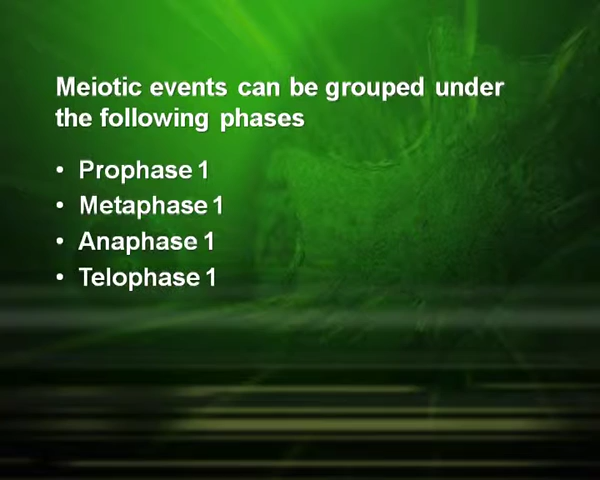 Meiotic events can be grouped under
the following phases
• Prophase 1
• Metaphase 1
• Anaphase 1
• Telophase 1